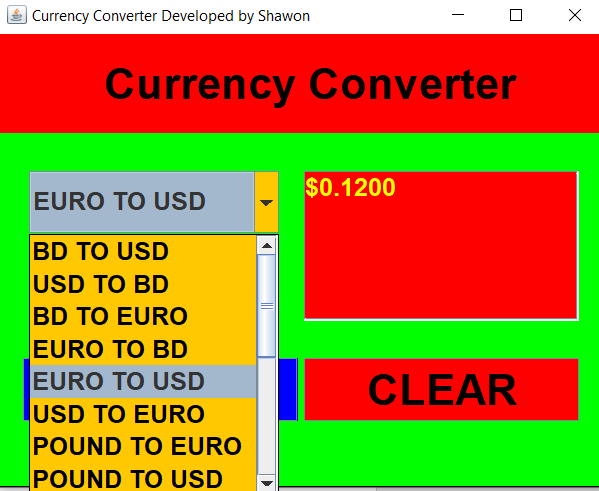 Currency Converter Developed by Shawon
Currency Converter
EURO TO USD
$0.1200
BD TO USD
USD TO BD
BD TO EURO
EURO TO BD
EURO TO USD
USD TO EURO
POUND TO EURO
POUND TO USD
CLEAR